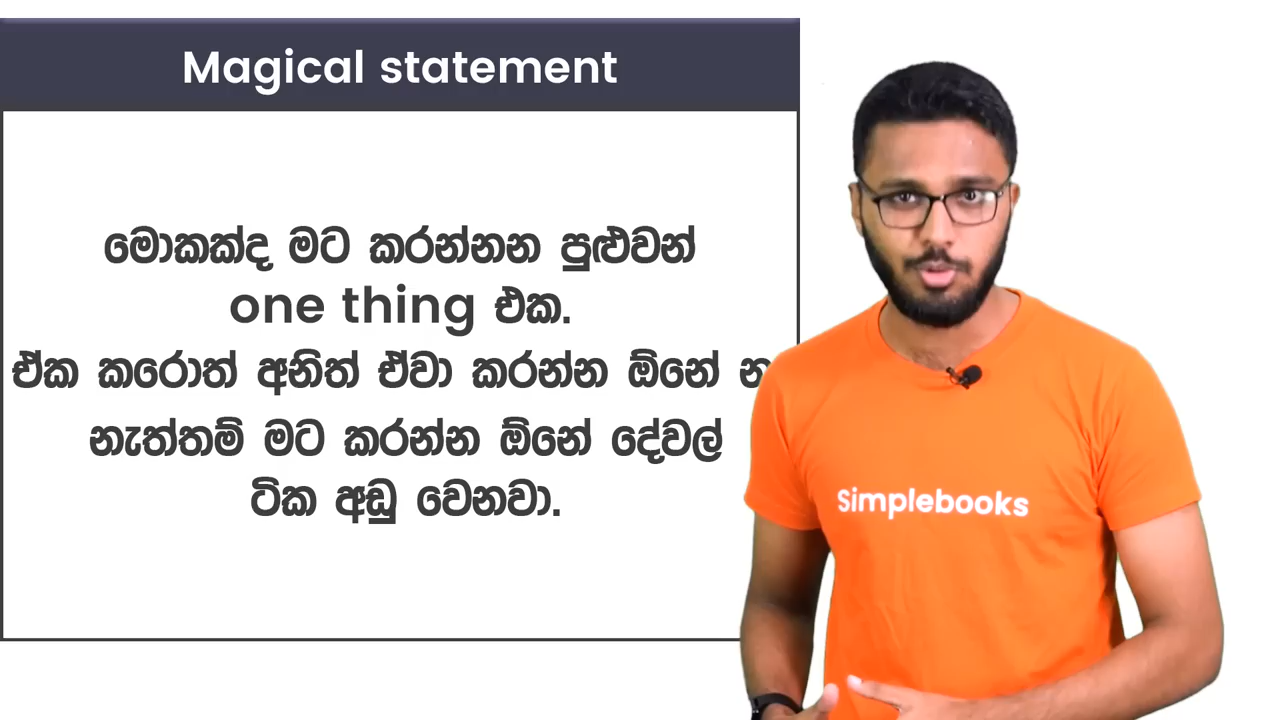 Magical statement
මොකක්ද මට කරන්නන පුළුවන්
one thing එක.
ඒක කරොත් අනිත් ඒවා කරන්න ඕනේ
නැත්තම් මට කරන්න ඕනේ දේවල්
ටික අඩු වෙනවා.
Simplebooks